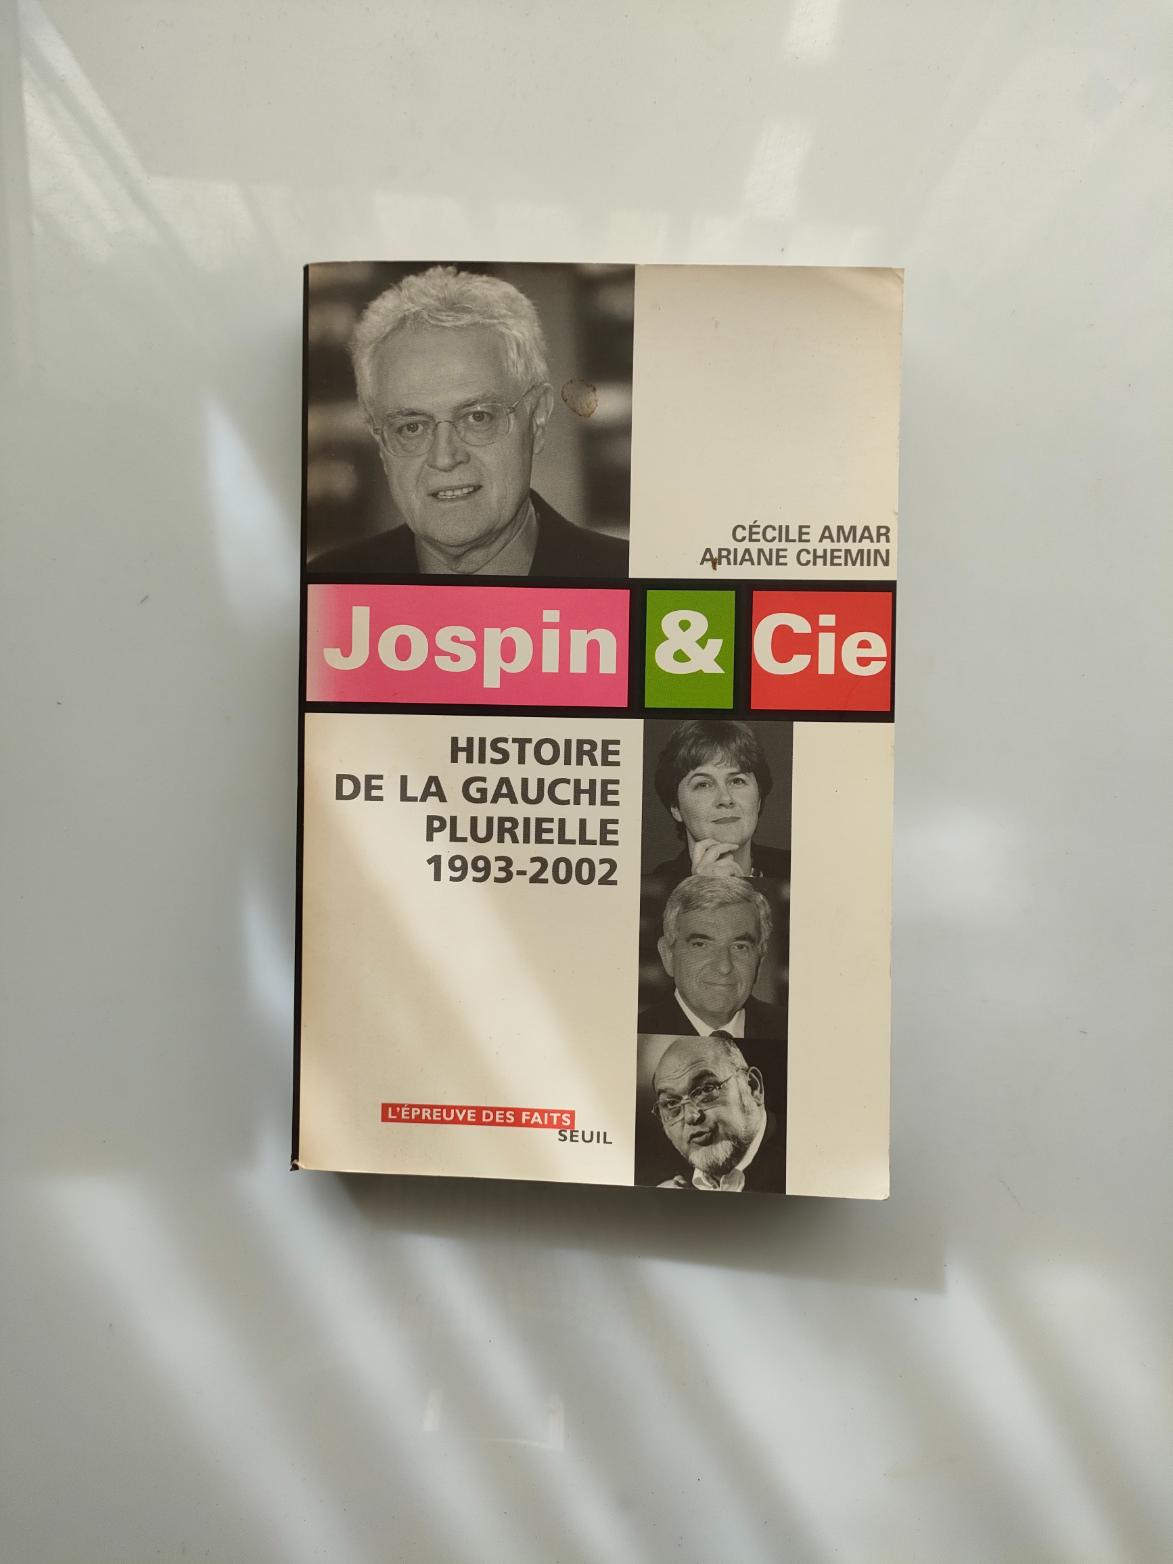 CÉCILE AMAR
ARIANE CHEMIN
Jospin & Cie
HISTOIRE
DE LA GAUCHE
PLURIELLE
1993-2002
L'ÉPREUVE DES FAITS
SEUIL